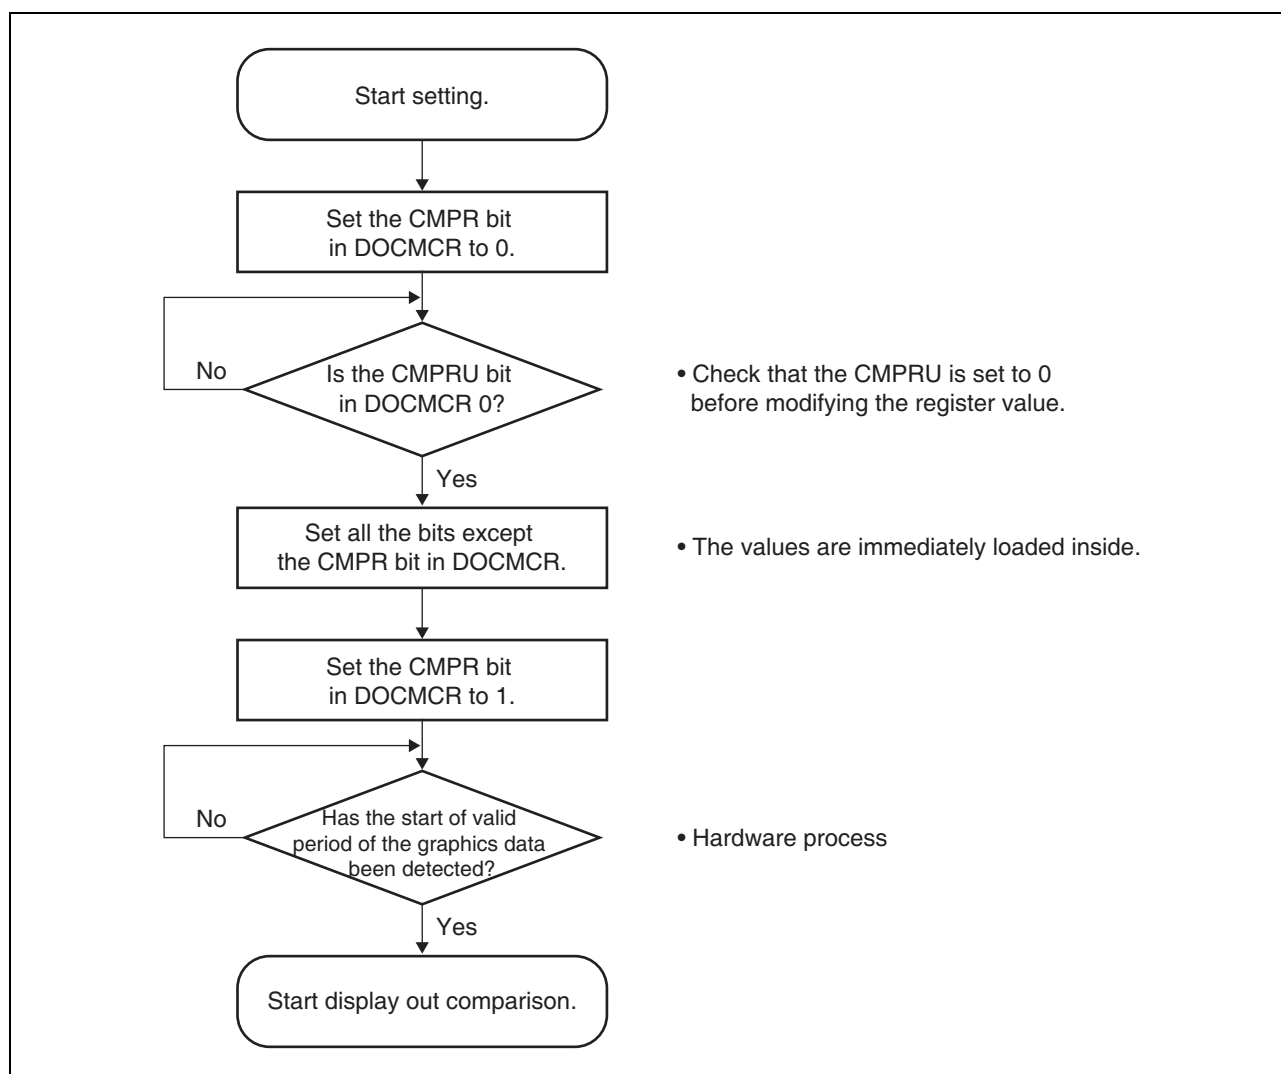 Start setting.
Set the CMPR bit
in DOCMCR to 0.
No
Is the CMPRU bit
in DOCMCR 0?
• Check that the CMPRU is set to 0
before modifying the register value.
Yes
Set all the bits except
the CMPR bit in DOCMCR.
• The values are immediately loaded inside.
Set the CMPR bit
in DOCMCR to 1.
No
Has the start of valid
period of the graphics data
been detected?
• Hardware process
Yes
Start display out comparison.